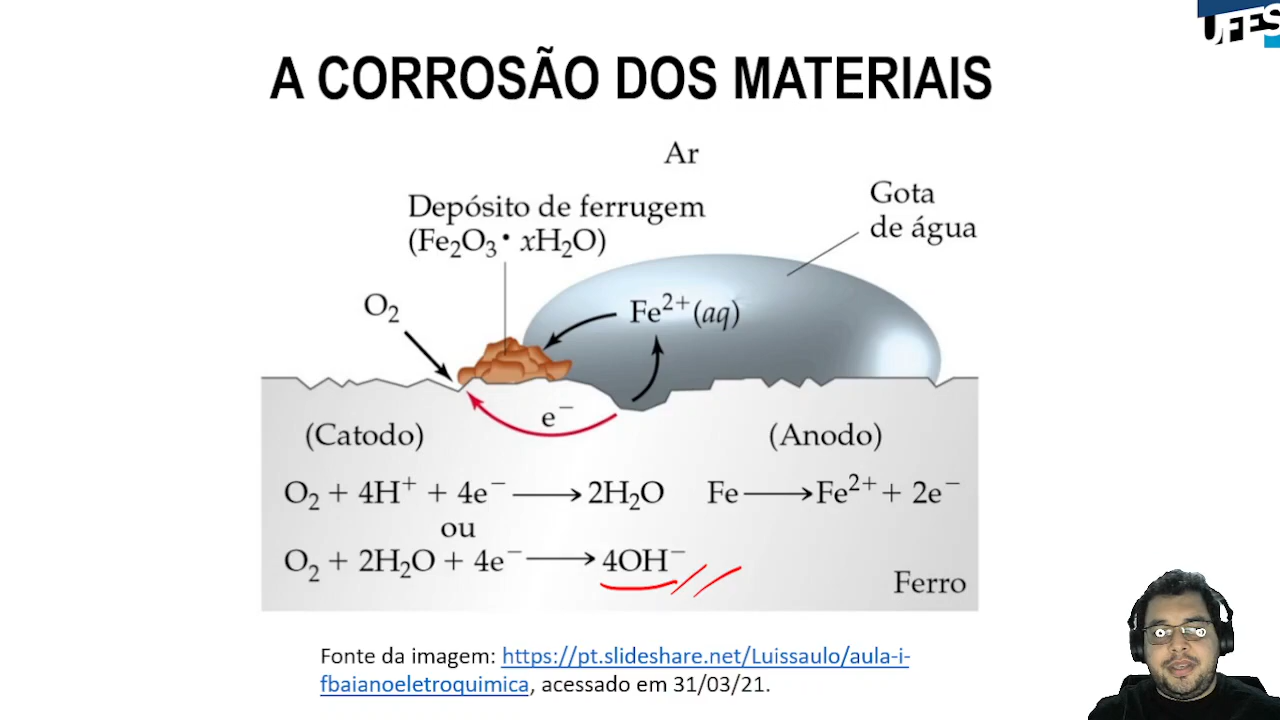 UFES
A CORROSÃO DOS MATERIAIS
Ar
Gota
de água
Depósito de ferrugem
(Fe₂O₃ · xH₂O)
O₂
Fe²⁺(aq)
e⁻
(Catodo)
(Anodo)
O₂ + 4H⁺ + 4e⁻ → 2H₂O
Fe → Fe²⁺ + 2e⁻
ou
O₂ + 2H₂O + 4e⁻ → 4OH⁻
Ferro
Fonte da imagem: https://pt.slideshare.net/Luissaulo/aula-i-
fbaianoeletroquimica, acessado em 31/03/21.